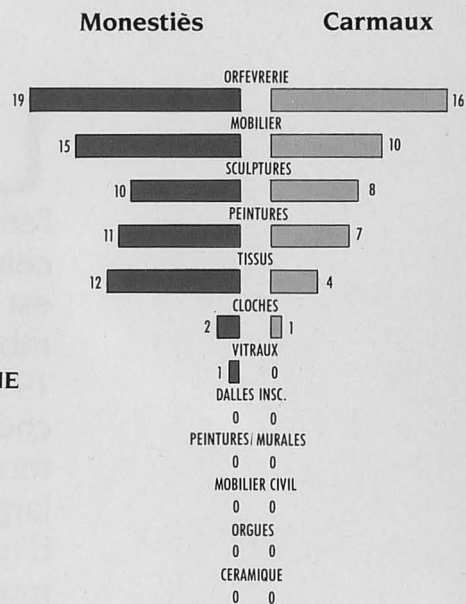 Monestiès Carmaux
ORFEVRERIE
19 16
MOBILIER
15 10
SCULPTURES
10 8
PEINTURES
11 7
TISSUS
12 4
CLOCHES
2 1
VITRAUX
1 0
NE
DALLES INSC.
0 0
PEINTURES/MURALES
0 0
MOBILIER CIVIL
0 0
ORGUES
0 0
CERAMIQUE
0 0